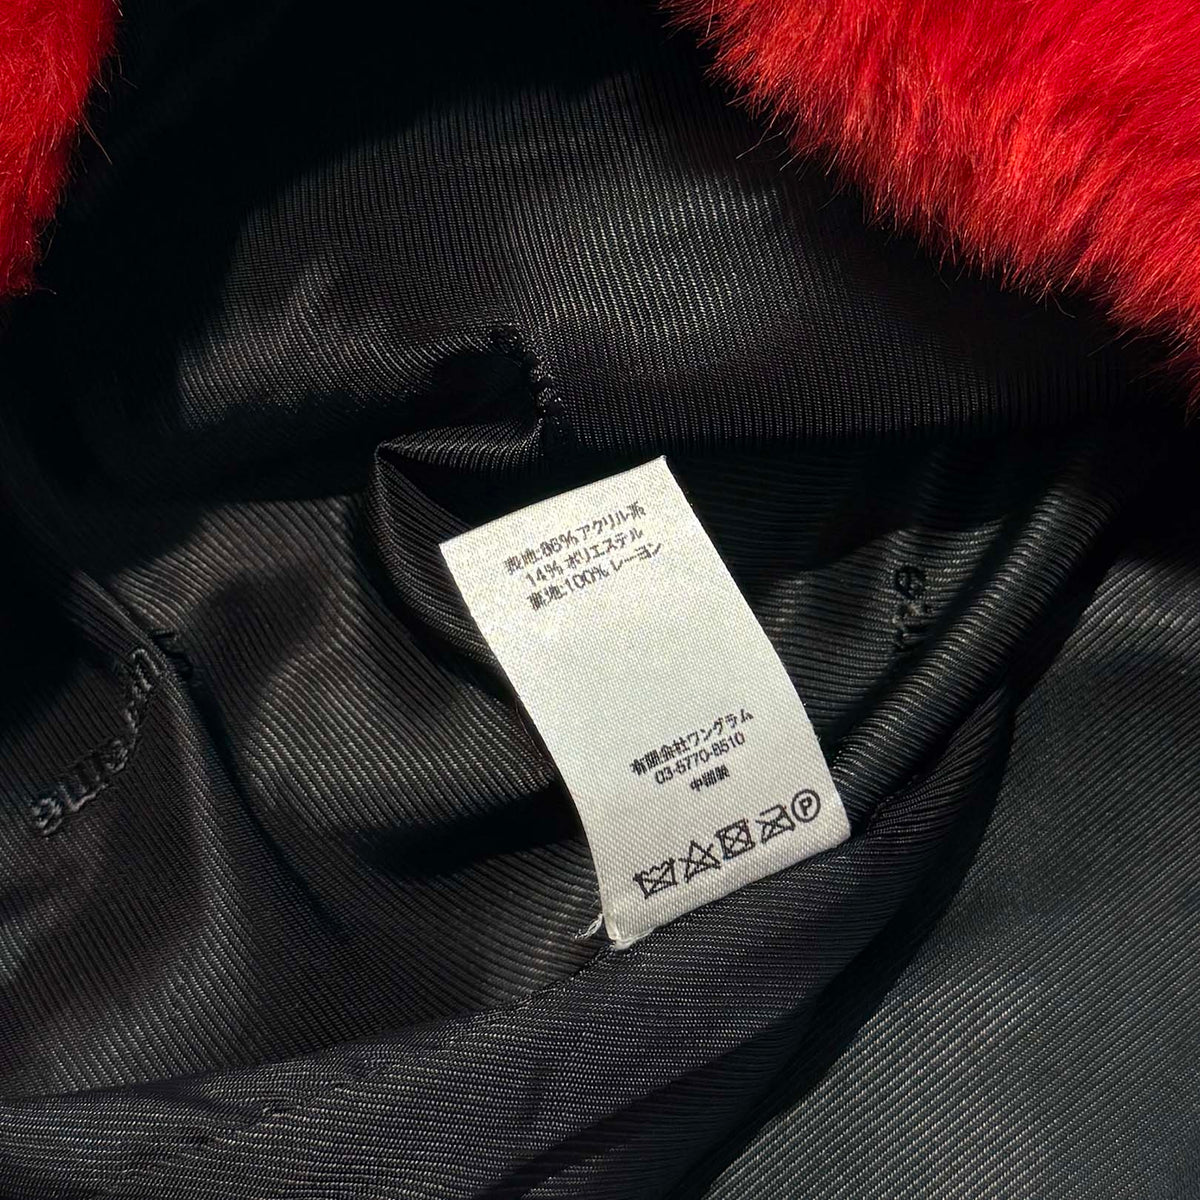 表地:86%アクリル系
14% ポリエステル
裏地:100% レーヨン
有限会社ワングラム
03-5770-8510
中国製
P